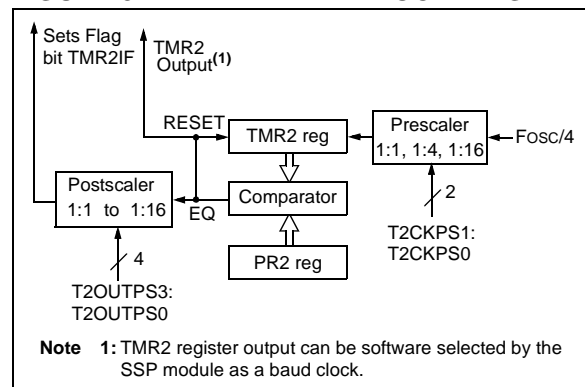 Sets Flag
bit TMR2IF
TMR2
Output(1)
RESET
TMR2 reg
Prescaler
1:1, 1:4, 1:16
FOSC/4
Postscaler
1:1 to 1:16
EQ
Comparator
2
T2CKPS1:
T2CKPS0
PR2 reg
4
T2OUTPS3:
T2OUTPS0
Note 1: TMR2 register output can be software selected by the
SSP module as a baud clock.